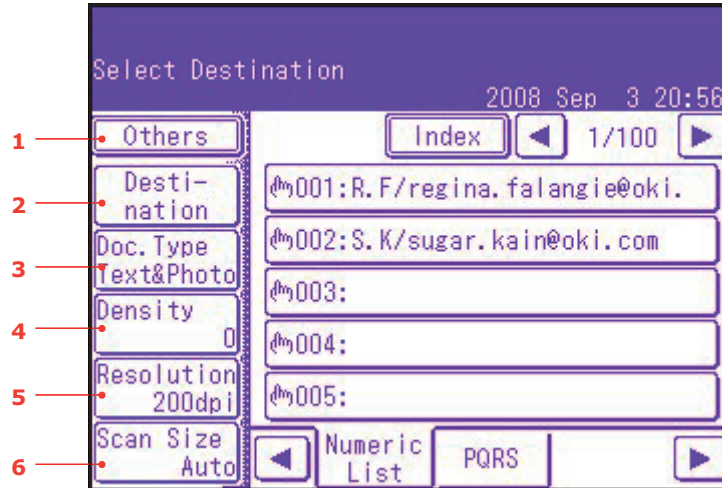 Select Destination
2008 Sep 3 20:56
1 Others
Index 1/100
2 Desti-
nation
001:R.F/regina.falangie@oki.
3 Doc.Type
Text&Photo
002:S.K/sugar.kain@oki.com
003:
4 Density
0
004:
5 Resolution
200dpi
005:
6 Scan Size
Auto
Numeric
List
PQRS